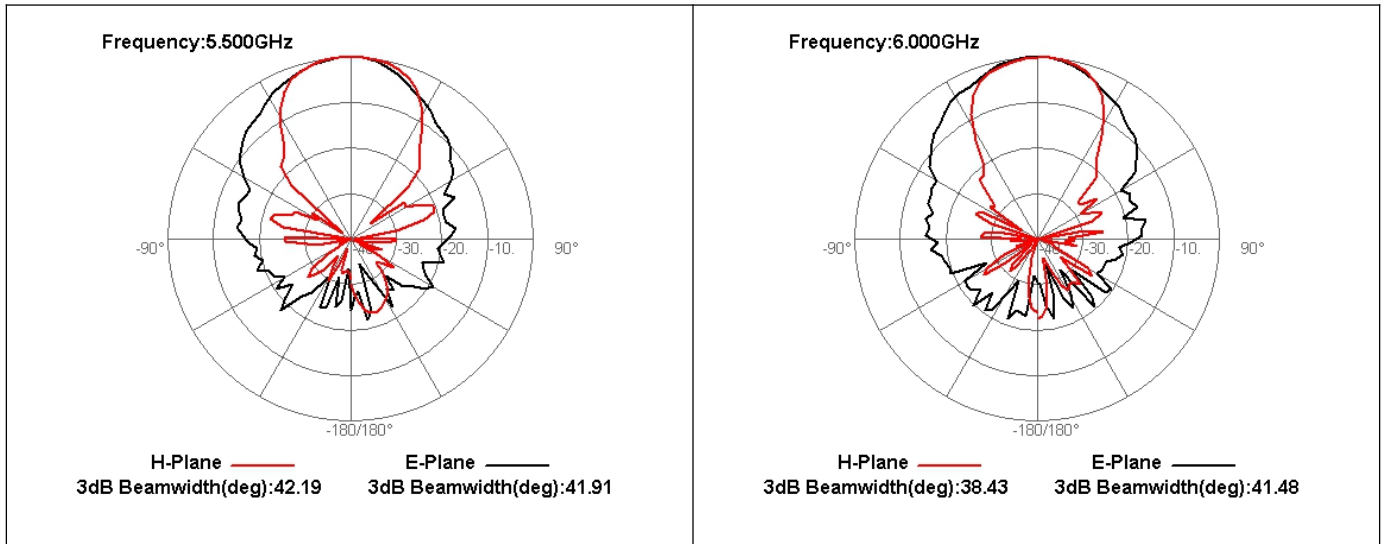 Frequency:5.500GHz
-90°
-40.
-30.
-20.
-10.
90°
-180/180°
H-Plane
E-Plane
3dB Beamwidth(deg):42.19
3dB Beamwidth(deg):41.91
Frequency:6.000GHz
-90°
-40.
-30.
-20.
-10.
90°
-180/180°
H-Plane
E-Plane
3dB Beamwidth(deg):38.43
3dB Beamwidth(deg):41.48